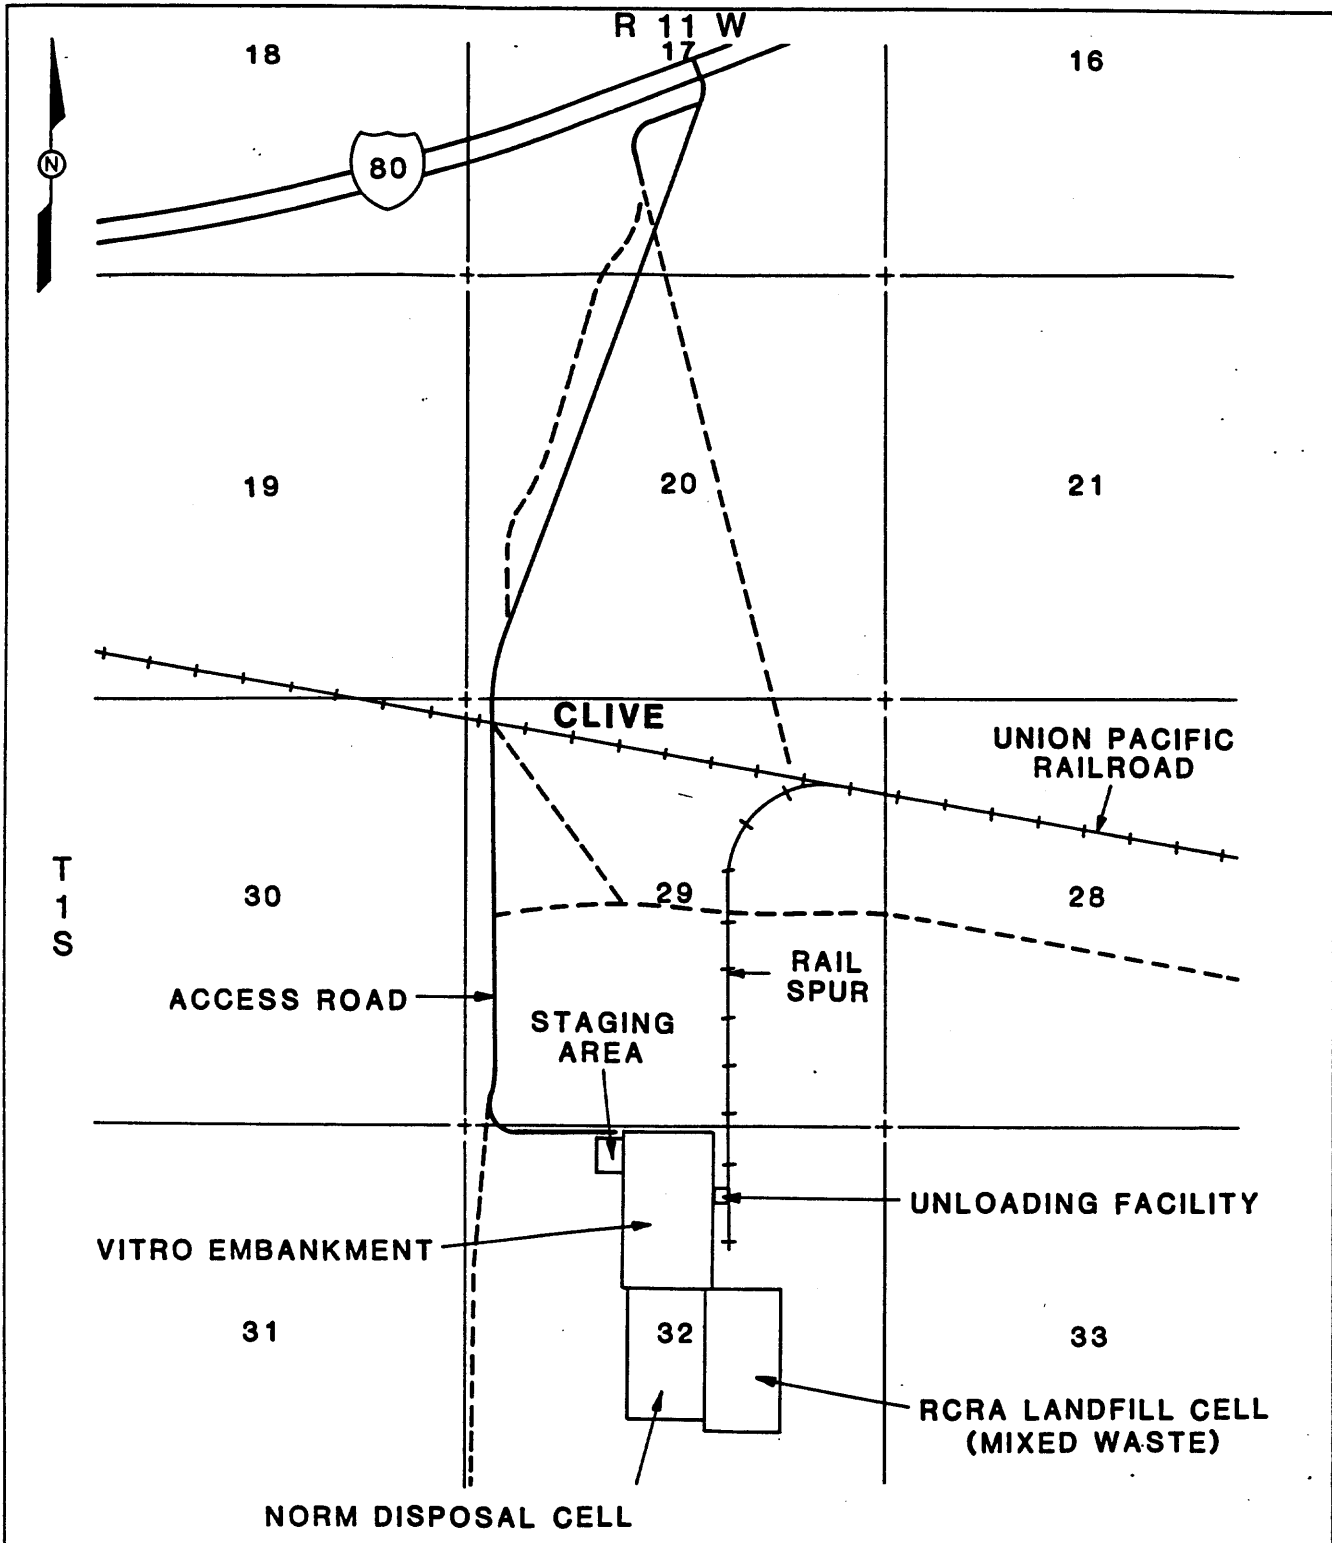 R 11 W
18
17
16
N
80
19
20
21
CLIVE
UNION PACIFIC
RAILROAD
T
1
S
30
29
28
RAIL
SPUR
ACCESS ROAD
STAGING
AREA
UNLOADING FACILITY
VITRO EMBANKMENT
31
32
33
RCRA LANDFILL CELL
(MIXED WASTE)
NORM DISPOSAL CELL